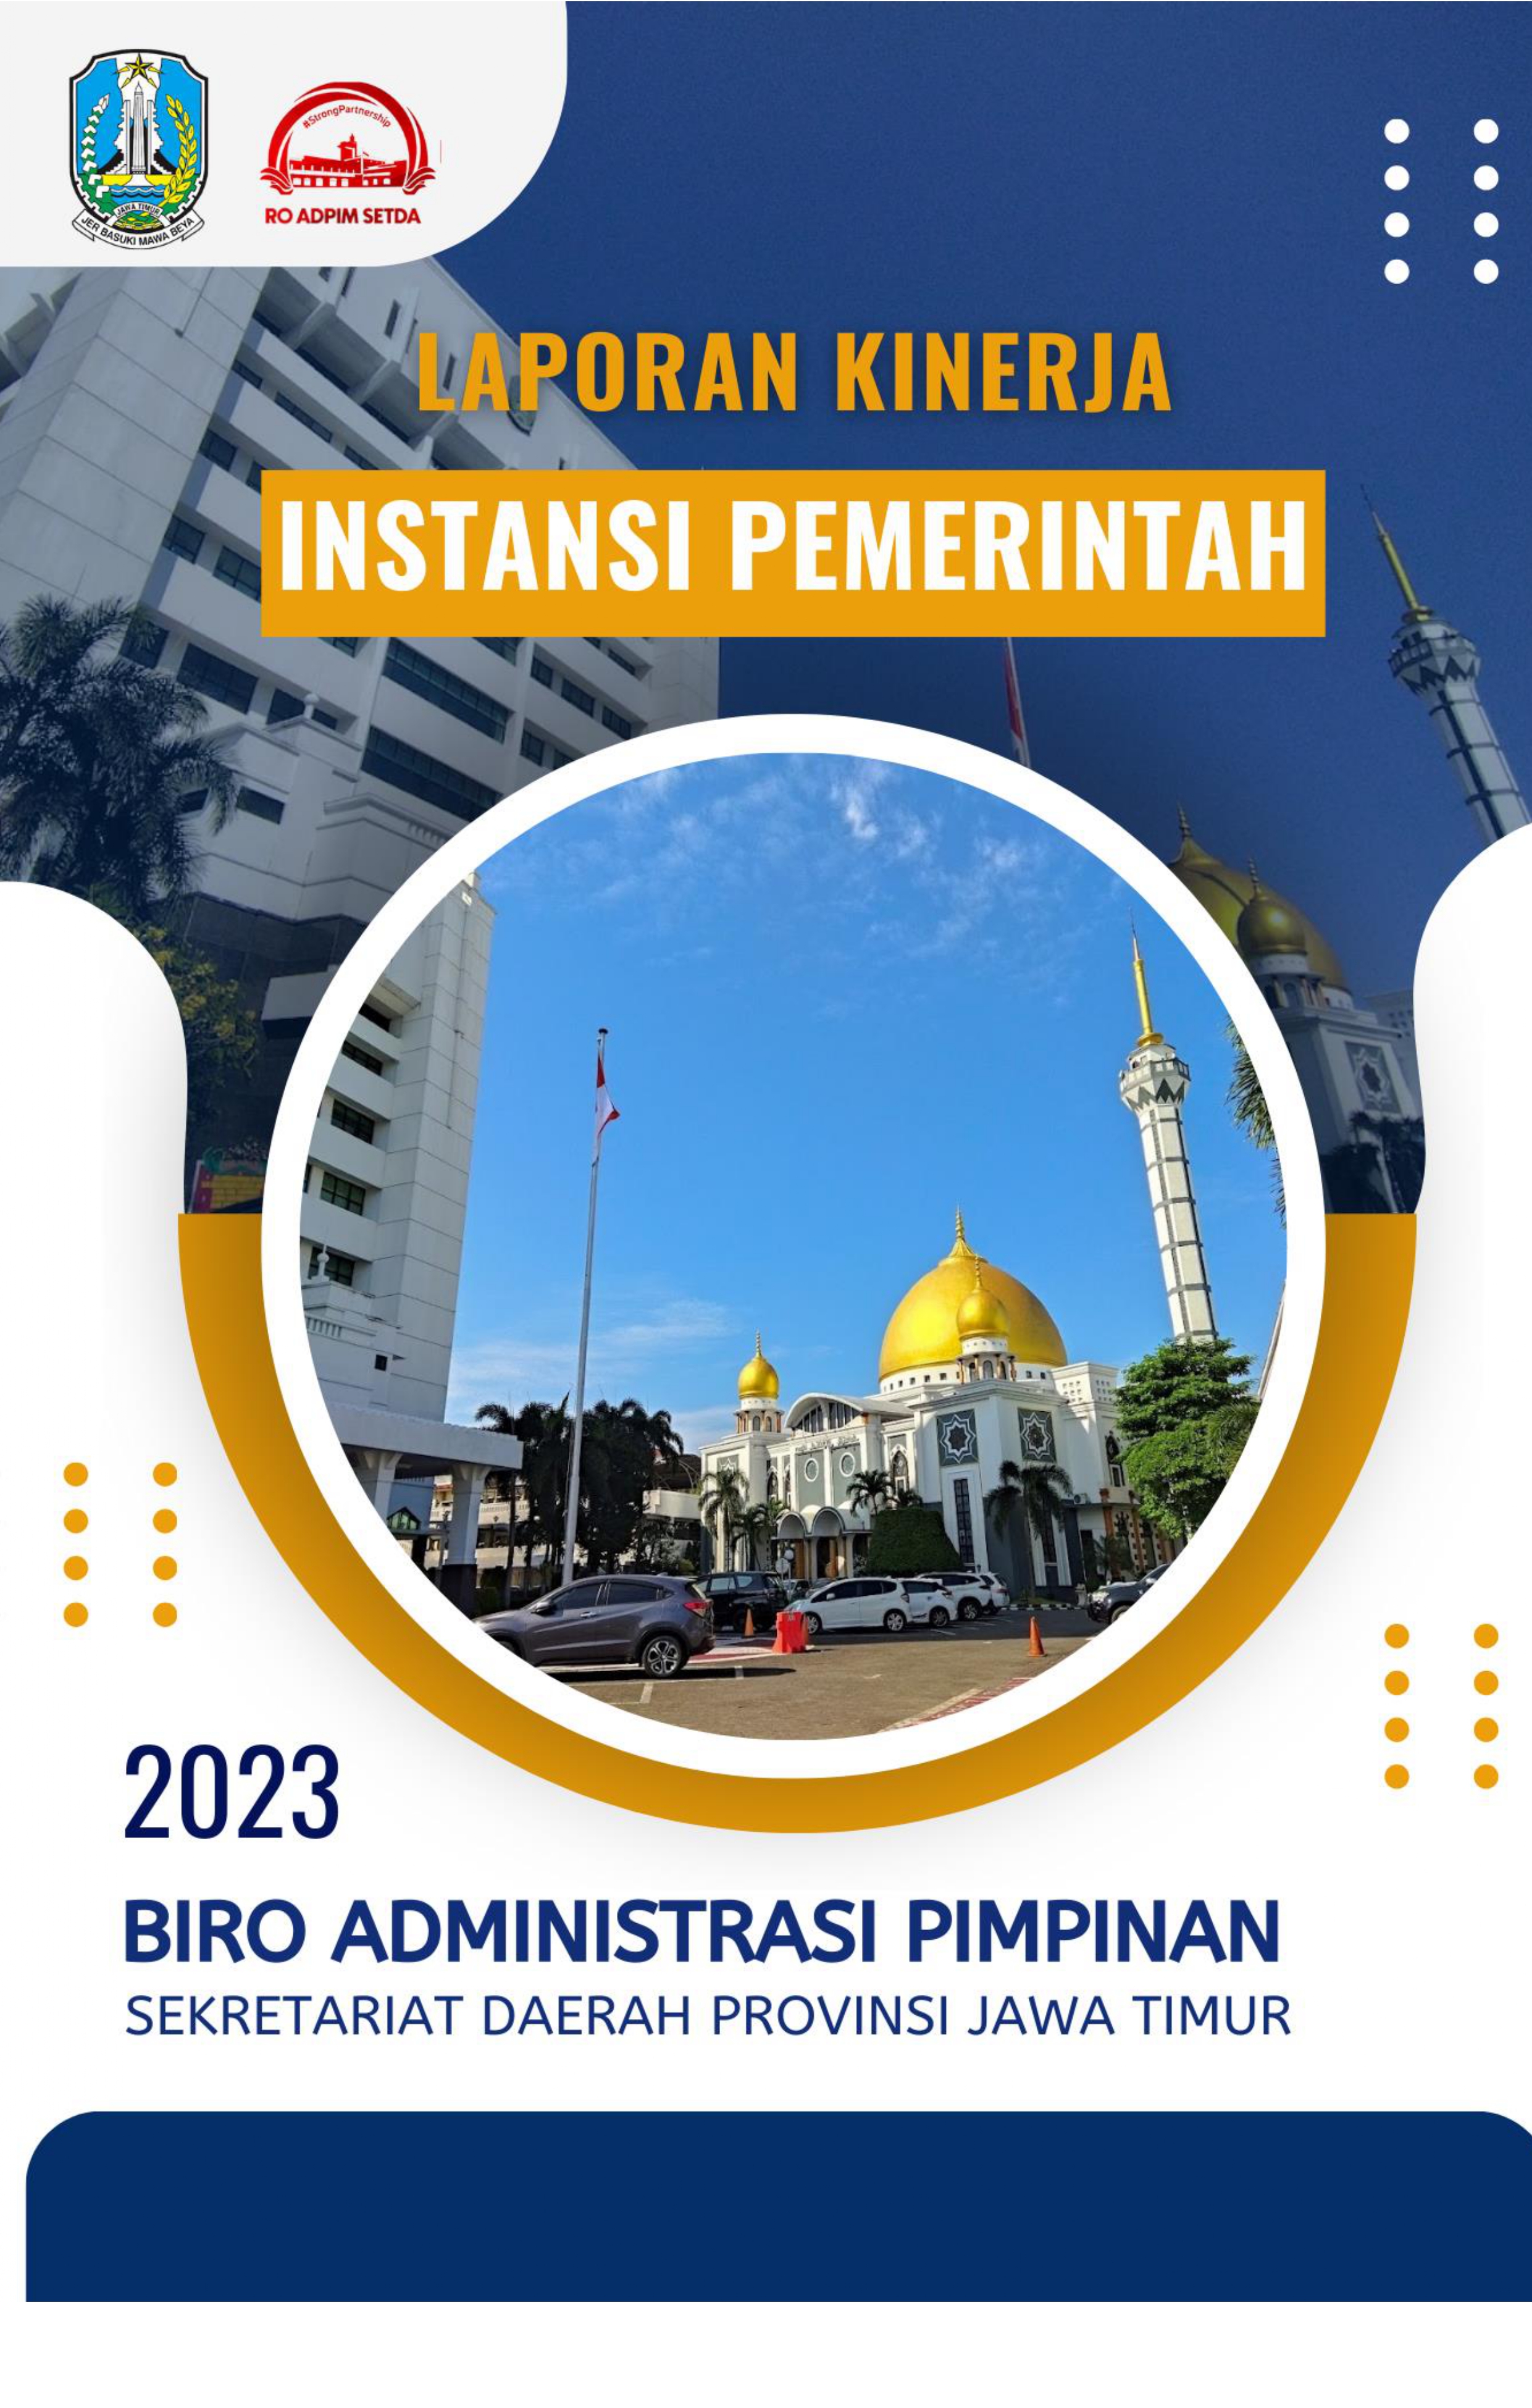 #StrongPartnership
RO ADPIM SETDA
JAWA TIMUR
JER BASUKI MAWA BEYA
LAPORAN KINERJA
INSTANSI PEMERINTAH
2023
BIRO ADMINISTRASI PIMPINAN
SEKRETARIAT DAERAH PROVINSI JAWA TIMUR